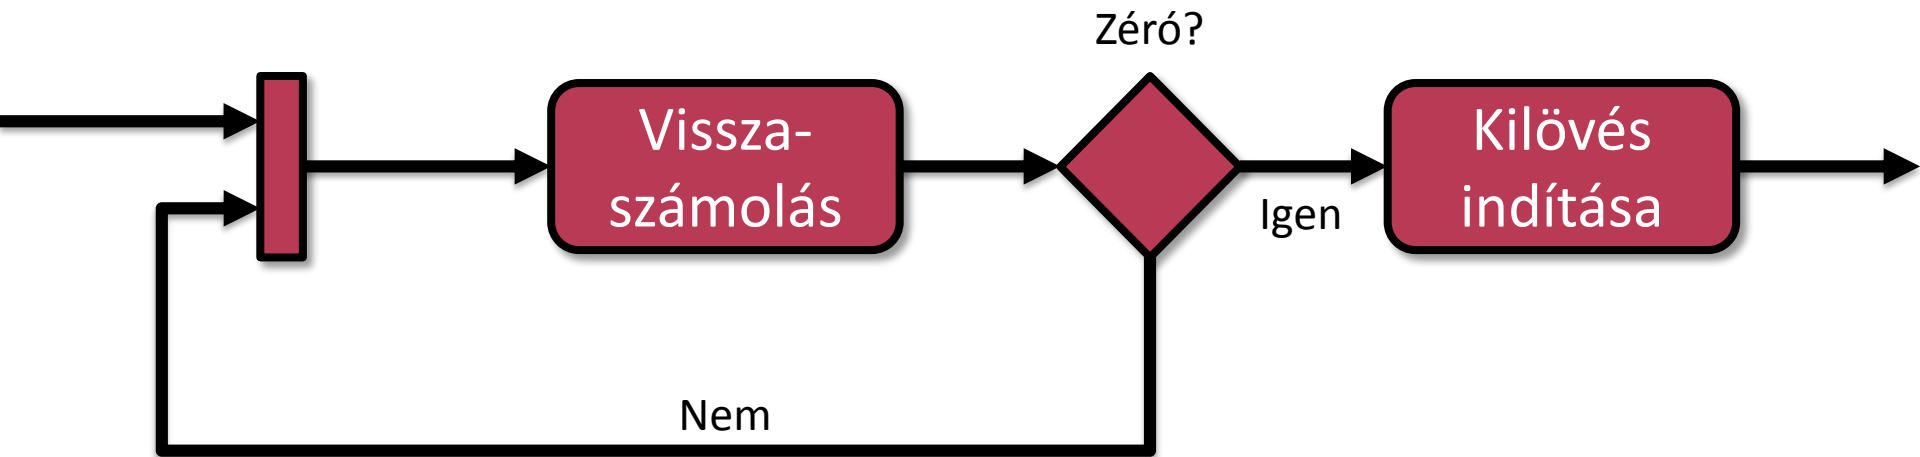 Zéró?
Vissza-
számolás
Kilövés
indítása
Igen
Nem